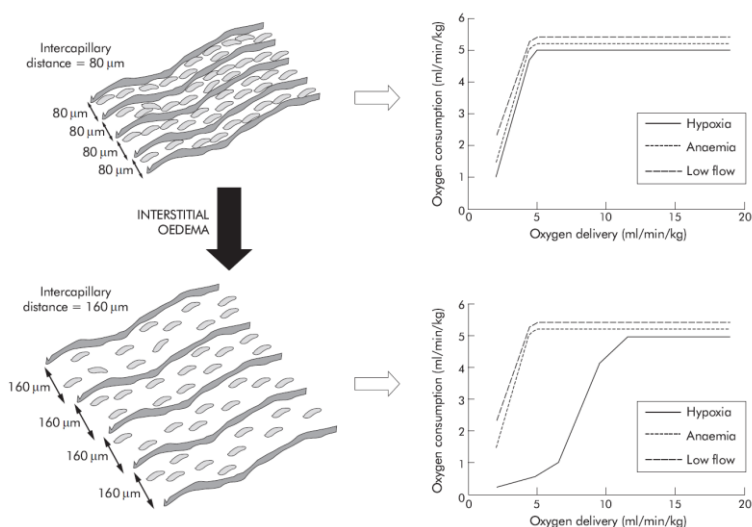 Intercapillary
distance = 80 μm
80 μm
80 μm
80 μm
80 μm
INTERSTITIAL
OEDEMA
Intercapillary
distance = 160 μm
160 μm
160 μm
160 μm
160 μm
Oxygen consumption (ml/min/kg)
6
5
4
3
2
1
0
0
5
10
15
20
Oxygen delivery (ml/min/kg)
Hypoxia
Anaemia
Low flow
Oxygen consumption (ml/min/kg)
6
5
4
3
2
1
0
0
5
10
15
20
Oxygen delivery (ml/min/kg)
Hypoxia
Anaemia
Low flow